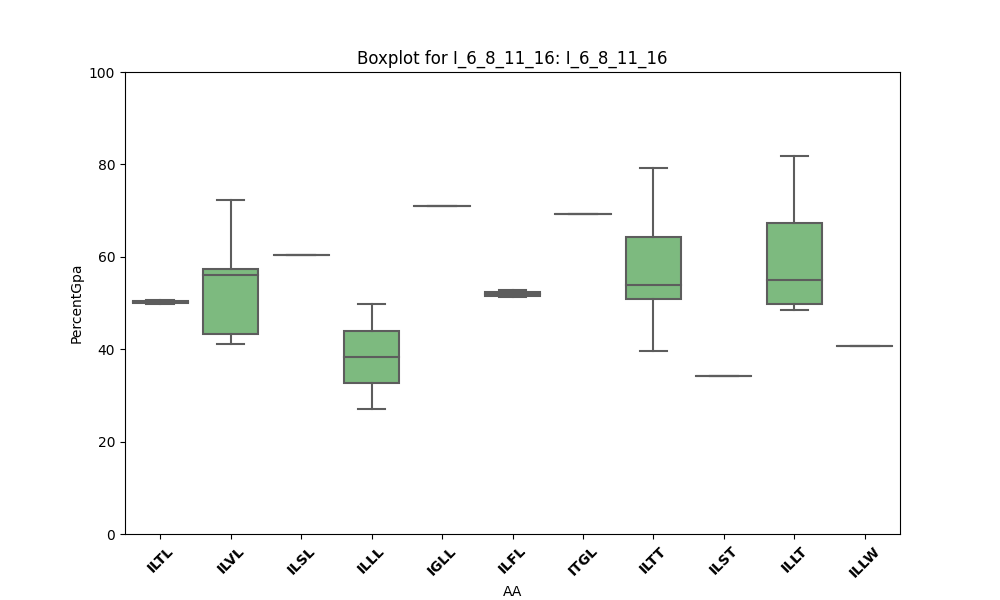 Boxplot for I_6_8_11_16: I_6_8_11_16
100
80
60
40
20
0
PercentGpa
ILTL
ILVL
ILSL
ILLL
IGLL
ILFL
ITGL
ILTT
ILST
ILLT
ILLW
AA